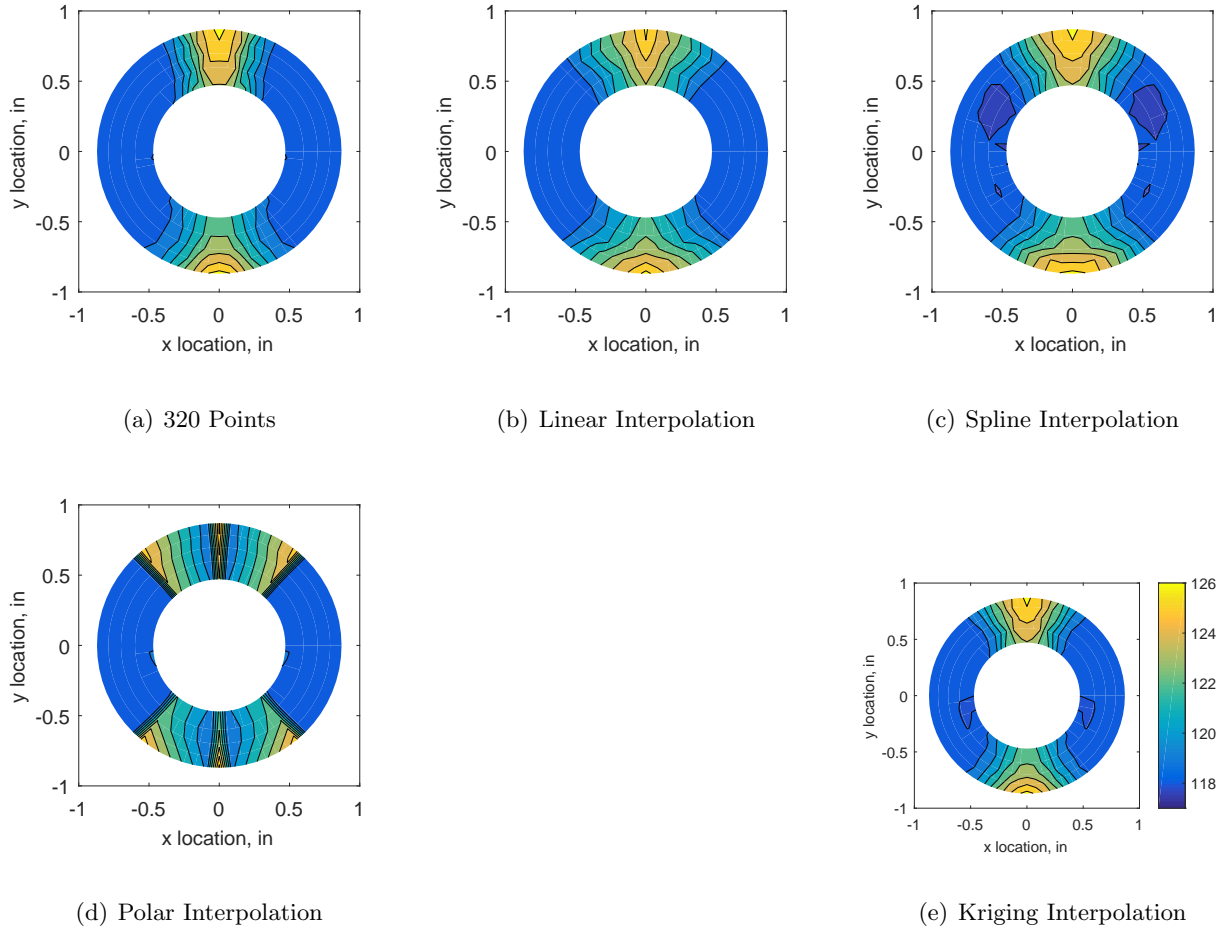 1
0.5
0
-0.5
-1
-1 -0.5 0 0.5 1
y location, in
x location, in
(a) 320 Points
1
0.5
0
-0.5
-1
-1 -0.5 0 0.5 1
y location, in
x location, in
(b) Linear Interpolation
1
0.5
0
-0.5
-1
-1 -0.5 0 0.5 1
y location, in
x location, in
(c) Spline Interpolation
1
0.5
0
-0.5
-1
-1 -0.5 0 0.5 1
y location, in
x location, in
(d) Polar Interpolation
1
0.5
0
-0.5
-1
-1 -0.5 0 0.5 1
y location, in
x location, in
126
124
122
120
118
(e) Kriging Interpolation